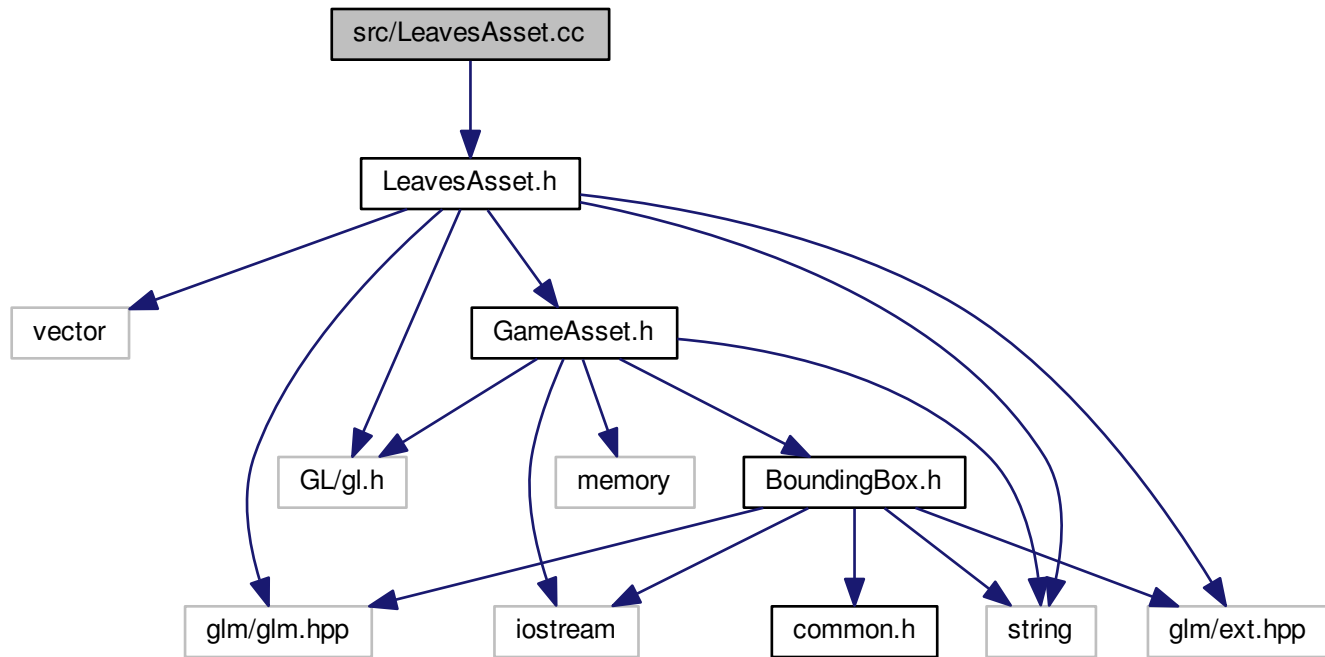 src/LeavesAsset.cc
LeavesAsset.h
vector
GameAsset.h
GL/gl.h
memory
BoundingBox.h
glm/glm.hpp
iostream
common.h
string
glm/ext.hpp